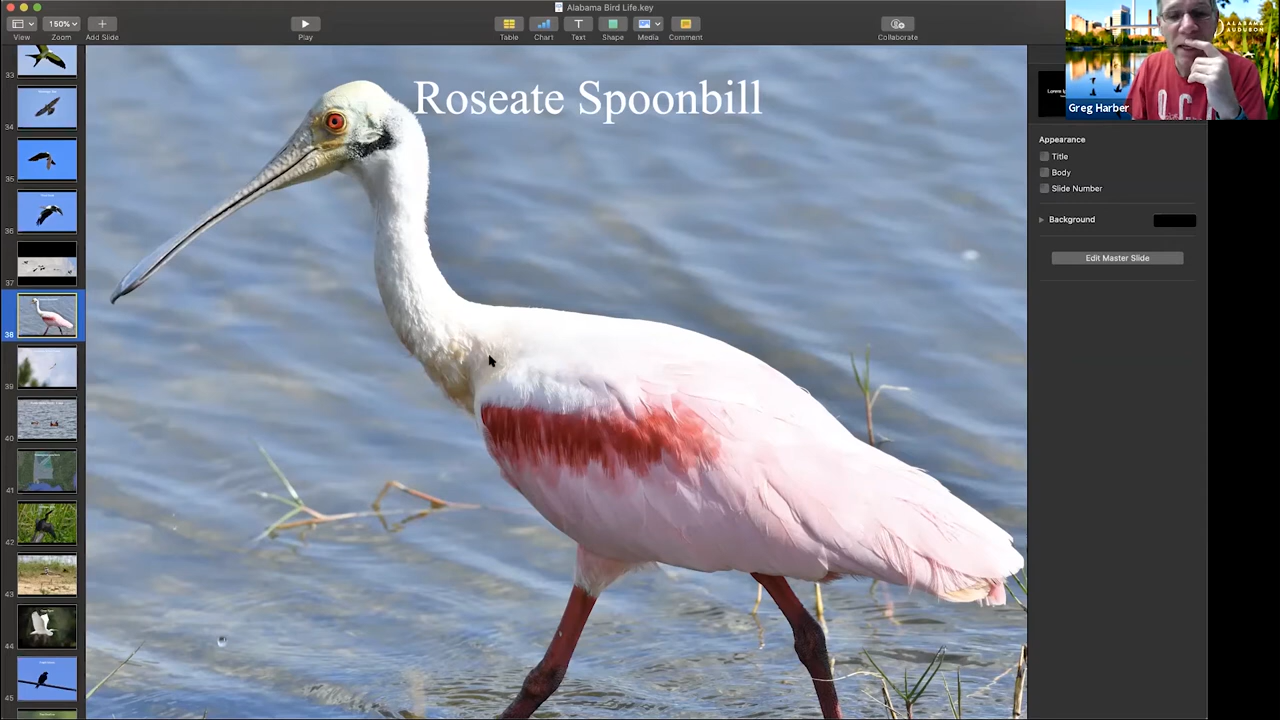 Alabama Bird Life.key
150%
View
Zoom
Add Slide
Play
Table
Chart
Text
Shape
Media
Comment
Collaborate
ALABAMA
AUDUBON
Greg Harber
Roseate Spoonbill
Appearance
Title
Body
Slide Number
Background
Edit Master Slide
33
34
35
36
37
38
39
40
41
42
43
44
45